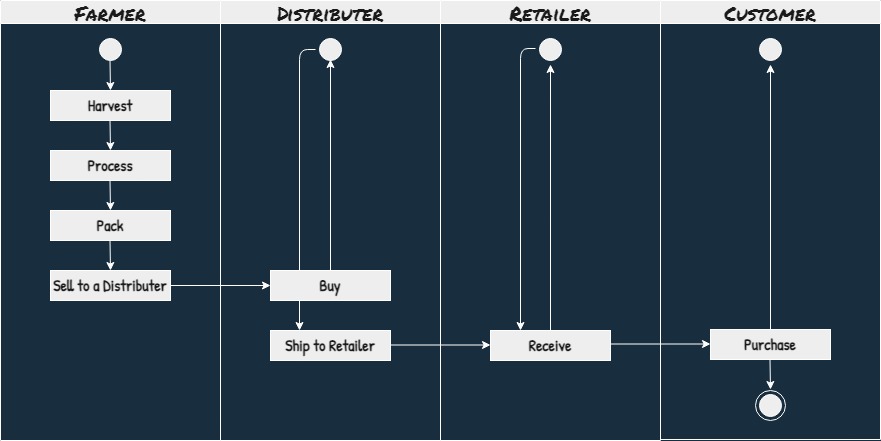 Farmer
Distributer
Retailer
Customer
Harvest
Process
Pack
Sell to a Distributer
Buy
Ship to Retailer
Receive
Purchase